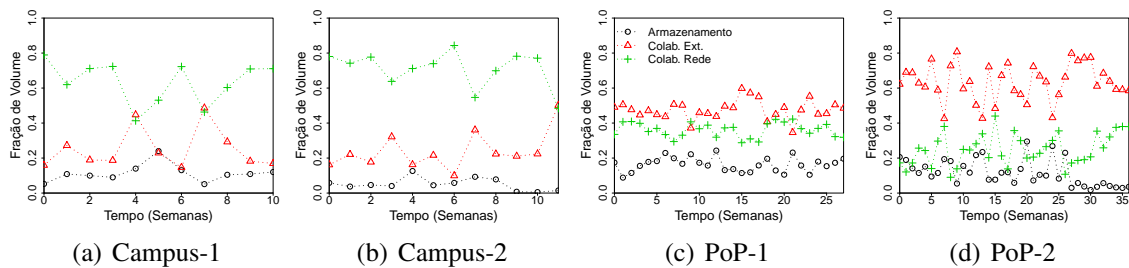 1.0
0.8
0.6
0.4
0.2
0.0
Fração de Volume
0 2 4 6 8 10
Tempo (Semanas)
(a) Campus-1
1.0
0.8
0.6
0.4
0.2
0.0
Fração de Volume
0 2 4 6 8 10
Tempo (Semanas)
(b) Campus-2
1.0
0.8
0.6
0.4
0.2
0.0
Fração de Volume
Armazenamento
Colab. Ext.
Colab. Rede
0 5 10 15 20 25
Tempo (Semanas)
(c) PoP-1
1.0
0.8
0.6
0.4
0.2
0.0
Fração de Volume
0 5 10 15 20 25 30 35
Tempo (Semanas)
(d) PoP-2